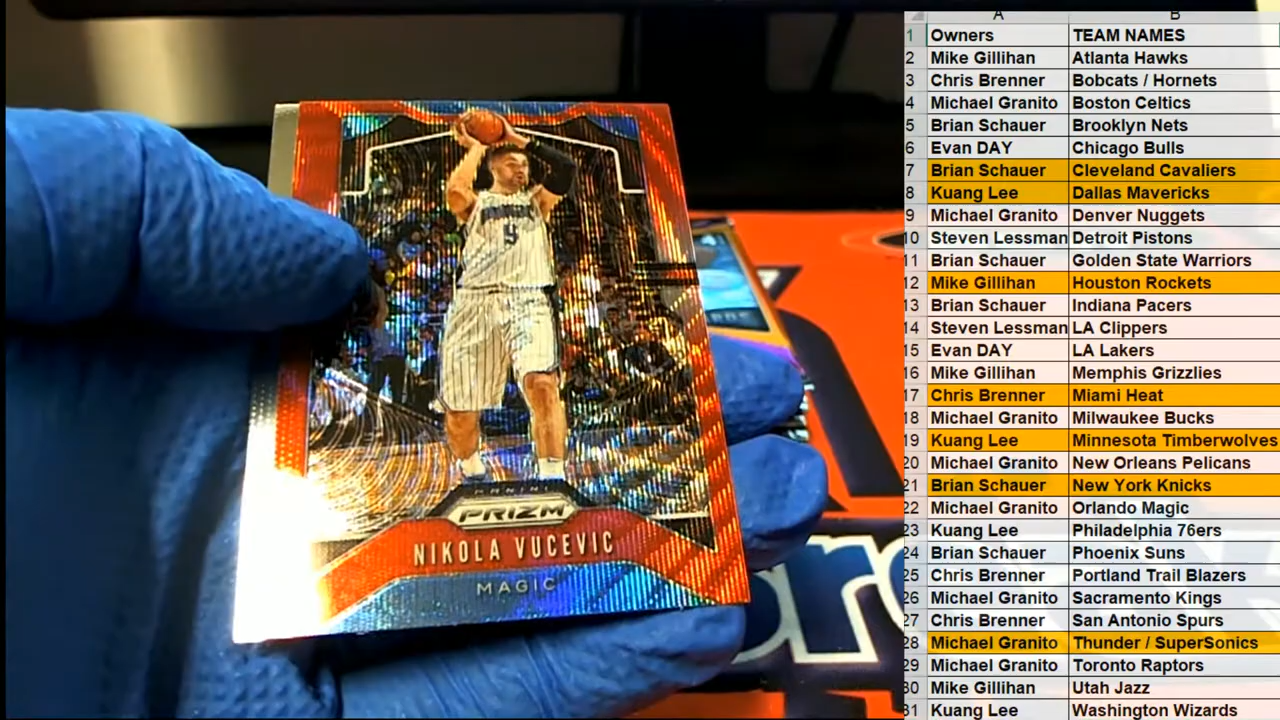 9
PANINI
PRIZM
NIKOLA VUCEVIC
MAGIC
A B
1 Owners TEAM NAMES
2 Mike Gillihan Atlanta Hawks
3 Chris Brenner Bobcats / Hornets
4 Michael Granito Boston Celtics
5 Brian Schauer Brooklyn Nets
6 Evan DAY Chicago Bulls
7 Brian Schauer Cleveland Cavaliers
8 Kuang Lee Dallas Mavericks
9 Michael Granito Denver Nuggets
10 Steven Lessman Detroit Pistons
11 Brian Schauer Golden State Warriors
12 Mike Gillihan Houston Rockets
13 Brian Schauer Indiana Pacers
14 Steven Lessman LA Clippers
15 Evan DAY LA Lakers
16 Mike Gillihan Memphis Grizzlies
17 Chris Brenner Miami Heat
18 Michael Granito Milwaukee Bucks
19 Kuang Lee Minnesota Timberwolves
20 Michael Granito New Orleans Pelicans
21 Brian Schauer New York Knicks
22 Michael Granito Orlando Magic
23 Kuang Lee Philadelphia 76ers
24 Brian Schauer Phoenix Suns
25 Chris Brenner Portland Trail Blazers
26 Michael Granito Sacramento Kings
27 Chris Brenner San Antonio Spurs
28 Michael Granito Thunder / SuperSonics
29 Michael Granito Toronto Raptors
30 Mike Gillihan Utah Jazz
31 Kuang Lee Washington Wizards